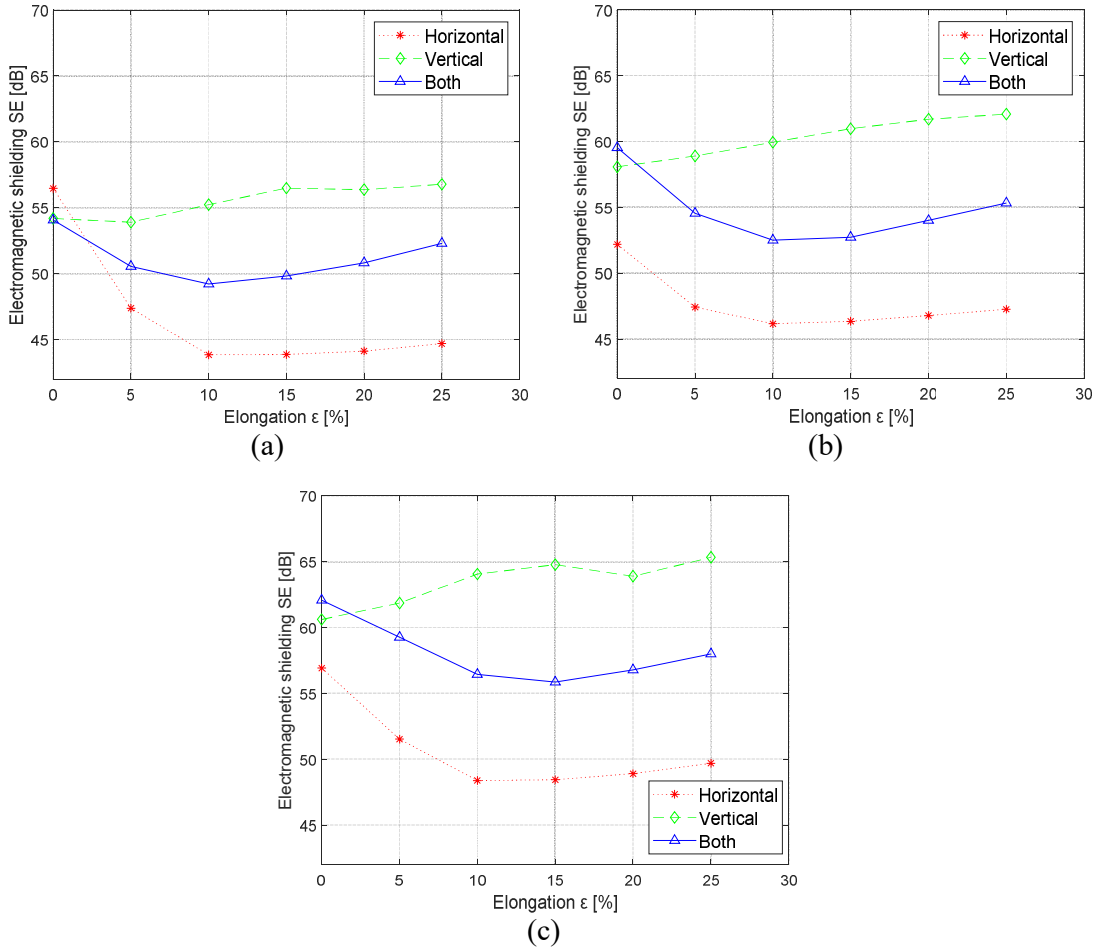 70
65
60
55
50
45
Electromagnetic shielding SE [dB]
Horizontal
Vertical
Both
0 5 10 15 20 25 30
Elongation ε [%]
(a)
70
65
60
55
50
45
Electromagnetic shielding SE [dB]
Horizontal
Vertical
Both
0 5 10 15 20 25 30
Elongation ε [%]
(b)
70
65
60
55
50
45
Electromagnetic shielding SE [dB]
Horizontal
Vertical
Both
0 5 10 15 20 25 30
Elongation ε [%]
(c)